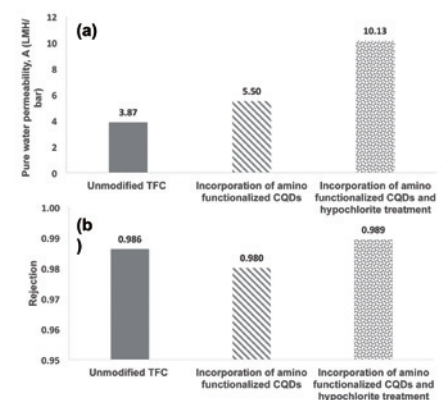 (a)
Pure water permeability, A (LMH/
bar)
12
10
8
6
4
2
0
3.87
5.50
10.13
Unmodified TFC
Incorporation of amino
functionalized CQDs
Incorporation of amino
functionalized CQDs and
hypochlorite treatment
(b
)
Rejection
1.00
0.99
0.98
0.97
0.96
0.95
0.986
0.980
0.989
Unmodified TFC
Incorporation of amino
functionalized CQDs
Incorporation of amino
functionalized CQDs and
hypochlorite treatment